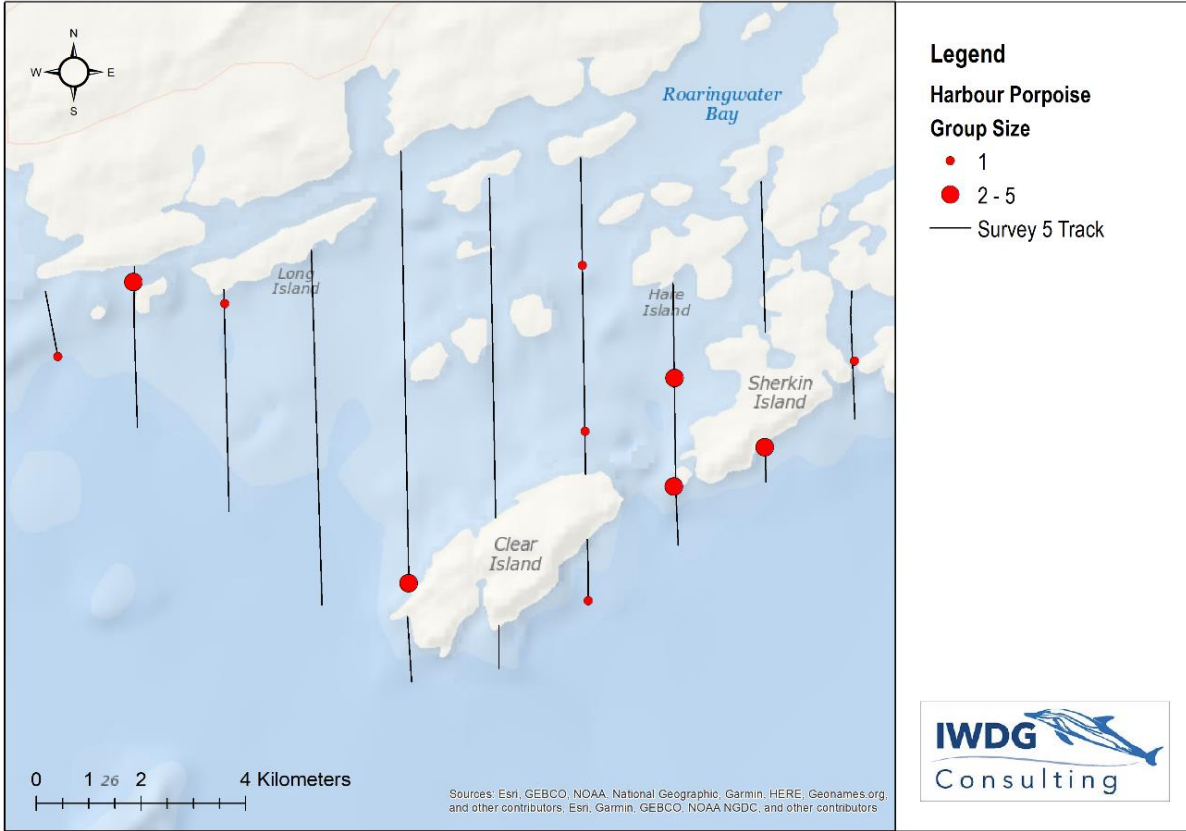 N
W
E
S
Roaringwater
Bay
Long
Island
Hare
Island
Sherkin
Island
Clear
Island
0 1 26 2 4 Kilometers
Sources: Esri, GEBCO, NOAA, National Geographic, Garmin, HERE, Geonames.org,
and other contributors, Esri, Garmin, GEBCO, NOAA NGDC, and other contributors
Legend
Harbour Porpoise
Group Size
1
2 - 5
Survey 5 Track
IWDG
Consulting